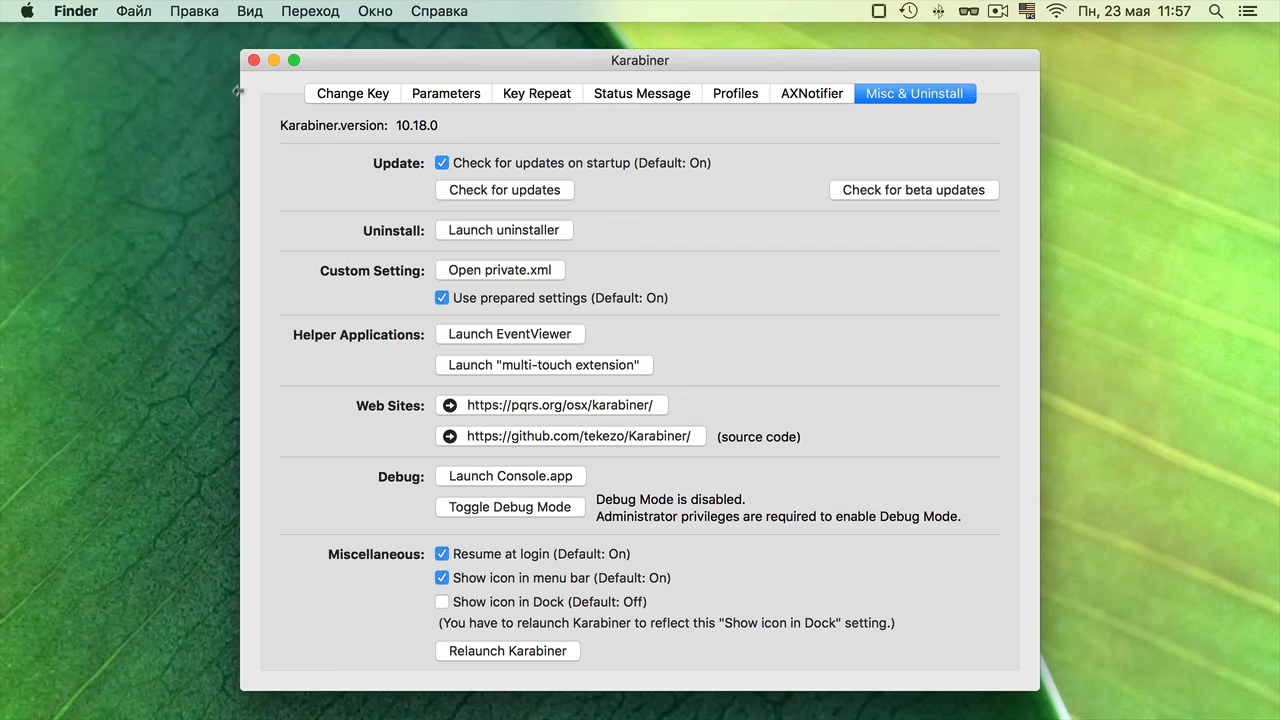 Finder Файл Правка Вид Переход Окно Справка Пн, 23 мая 11:57
Karabiner
Change Key Parameters Key Repeat Status Message Profiles AXNotifier Misc & Uninstall
Karabiner.version: 10.18.0
Update: Check for updates on startup (Default: On)
Check for updates Check for beta updates
Uninstall: Launch uninstaller
Custom Setting: Open private.xml
Use prepared settings (Default: On)
Helper Applications: Launch EventViewer
Launch "multi-touch extension"
Web Sites: https://pqrs.org/osx/karabiner/
https://github.com/tekezo/Karabiner/ (source code)
Debug: Launch Console.app
Toggle Debug Mode Debug Mode is disabled.
Administrator privileges are required to enable Debug Mode.
Miscellaneous: Resume at login (Default: On)
Show icon in menu bar (Default: On)
Show icon in Dock (Default: Off)
(You have to relaunch Karabiner to reflect this "Show icon in Dock" setting.)
Relaunch Karabiner